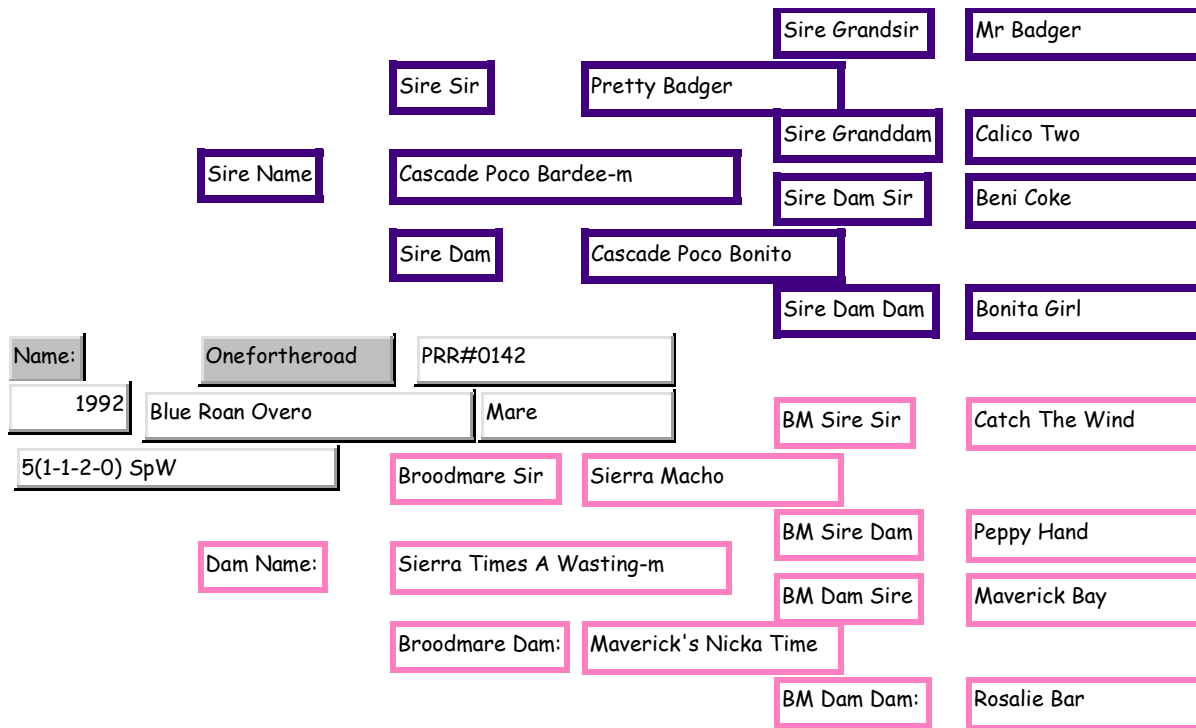 Sire Grandsir Mr Badger
Sire Sir Pretty Badger
Sire Granddam Calico Two
Sire Name Cascade Poco Bardee-m
Sire Dam Sir Beni Coke
Sire Dam Cascade Poco Bonito
Sire Dam Dam Bonita Girl
Name: Onefortheroad PRR#0142
1992 Blue Roan Overo Mare
BM Sire Sir Catch The Wind
5(1-1-2-0) SpW
Broodmare Sir Sierra Macho
BM Sire Dam Peppy Hand
Dam Name: Sierra Times A Wasting-m
BM Dam Sire Maverick Bay
Broodmare Dam: Maverick's Nicka Time
BM Dam Dam: Rosalie Bar